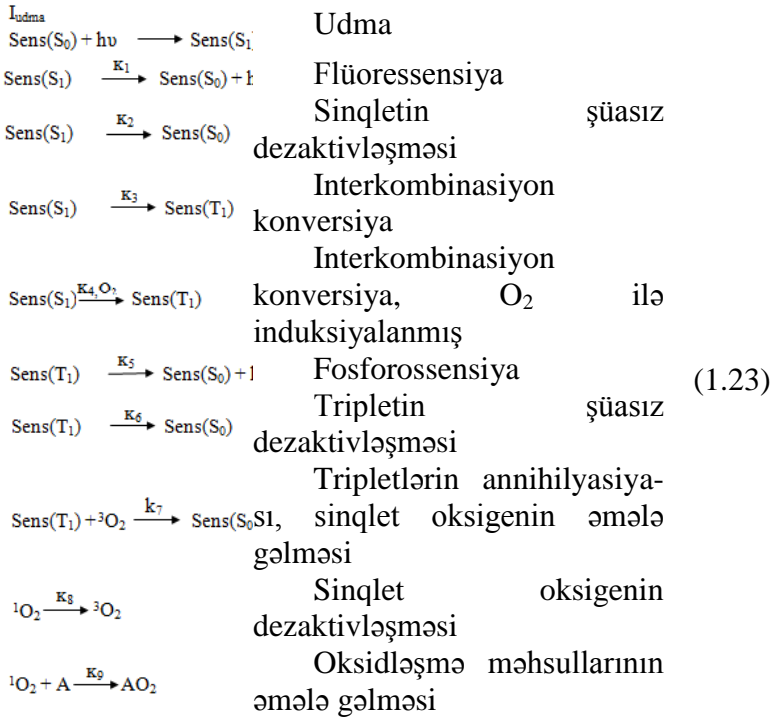 I_udma
Sens(S₀) + hυ ⟶ Sens(S₁ Udma
Sens(S₁) K₁⟶ Sens(S₀) + h Flüoressensiya
Sinqletin şüasız
Sens(S₁) K₂⟶ Sens(S₀)
dezaktivləşməsi
Interkombinasiyon
Sens(S₁) K₃⟶ Sens(T₁)
konversiya
Interkombinasiyon
Sens(S₁) K₄,O₂⟶ Sens(T₁) konversiya, O₂ ilə
induksiyalanmış
Sens(T₁) K₅⟶ Sens(S₀) + Fosforossensiya
(1.23)
Tripletin şüasız
Sens(T₁) K₆⟶ Sens(S₀)
dezaktivləşməsi
Tripletlərin annihilyasiya-
Sens(T₁) + ³O₂ k₇⟶ Sens(S₀ sı, sinqlet oksigenin əmələ
gəlməsi
Sinqlet oksigenin
¹O₂ K₈⟶ ³O₂
dezaktivləşməsi
Oksidləşmə məhsullarının
¹O₂ + A K₉⟶ AO₂
əmələ gəlməsi